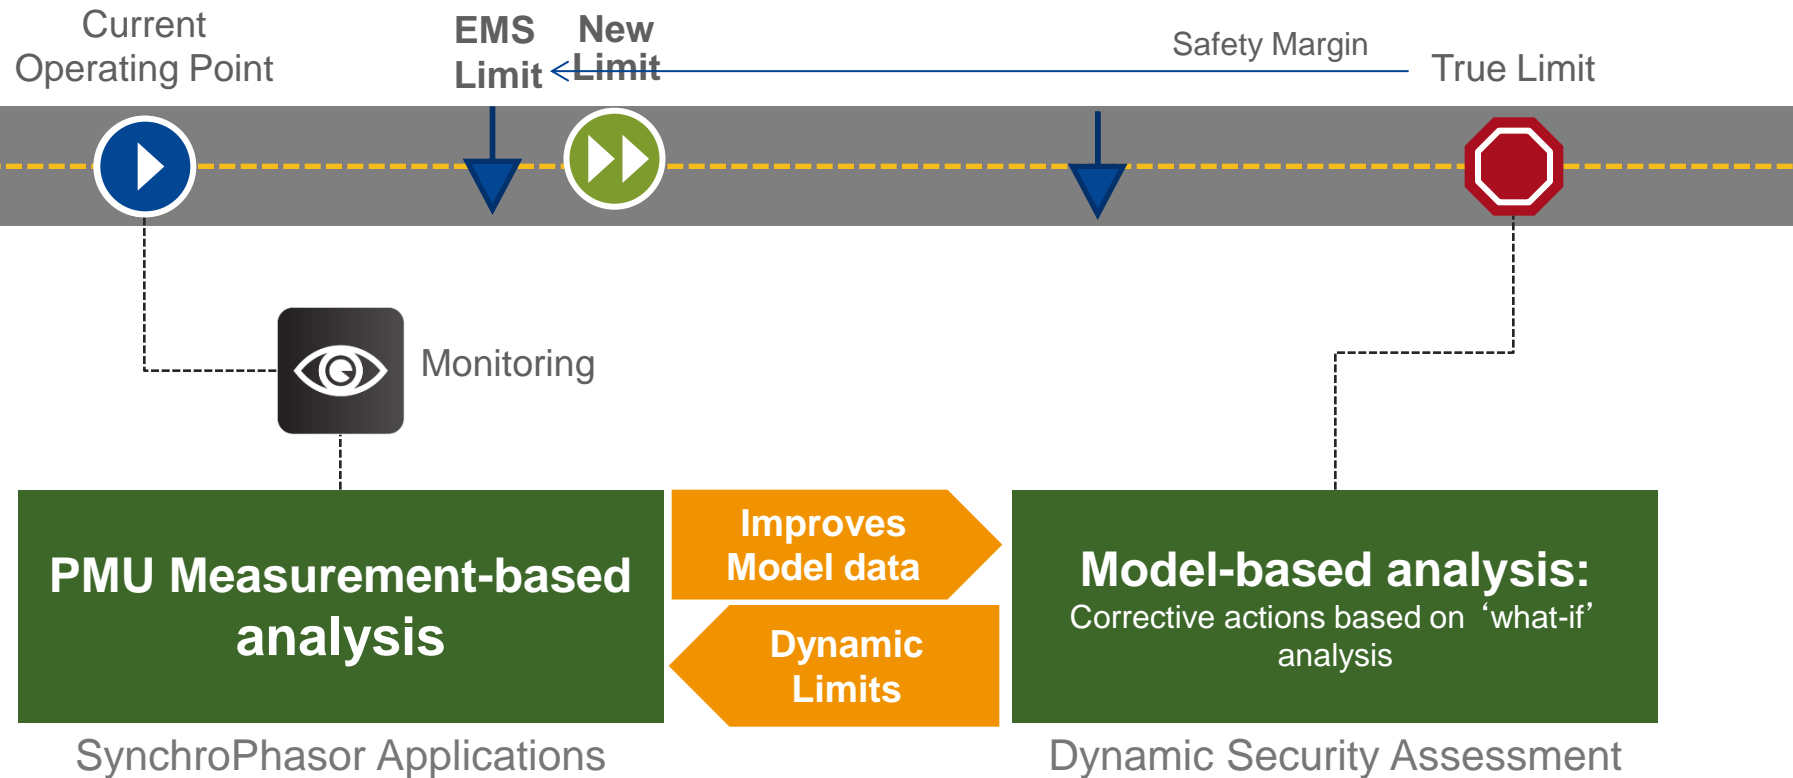 Current
Operating Point
EMS
Limit
New
Limit
Safety Margin
True Limit
Monitoring
PMU Measurement-based
analysis
Improves
Model data
Dynamic
Limits
Model-based analysis:
Corrective actions based on ‘what-if’
analysis
SynchroPhasor Applications
Dynamic Security Assessment